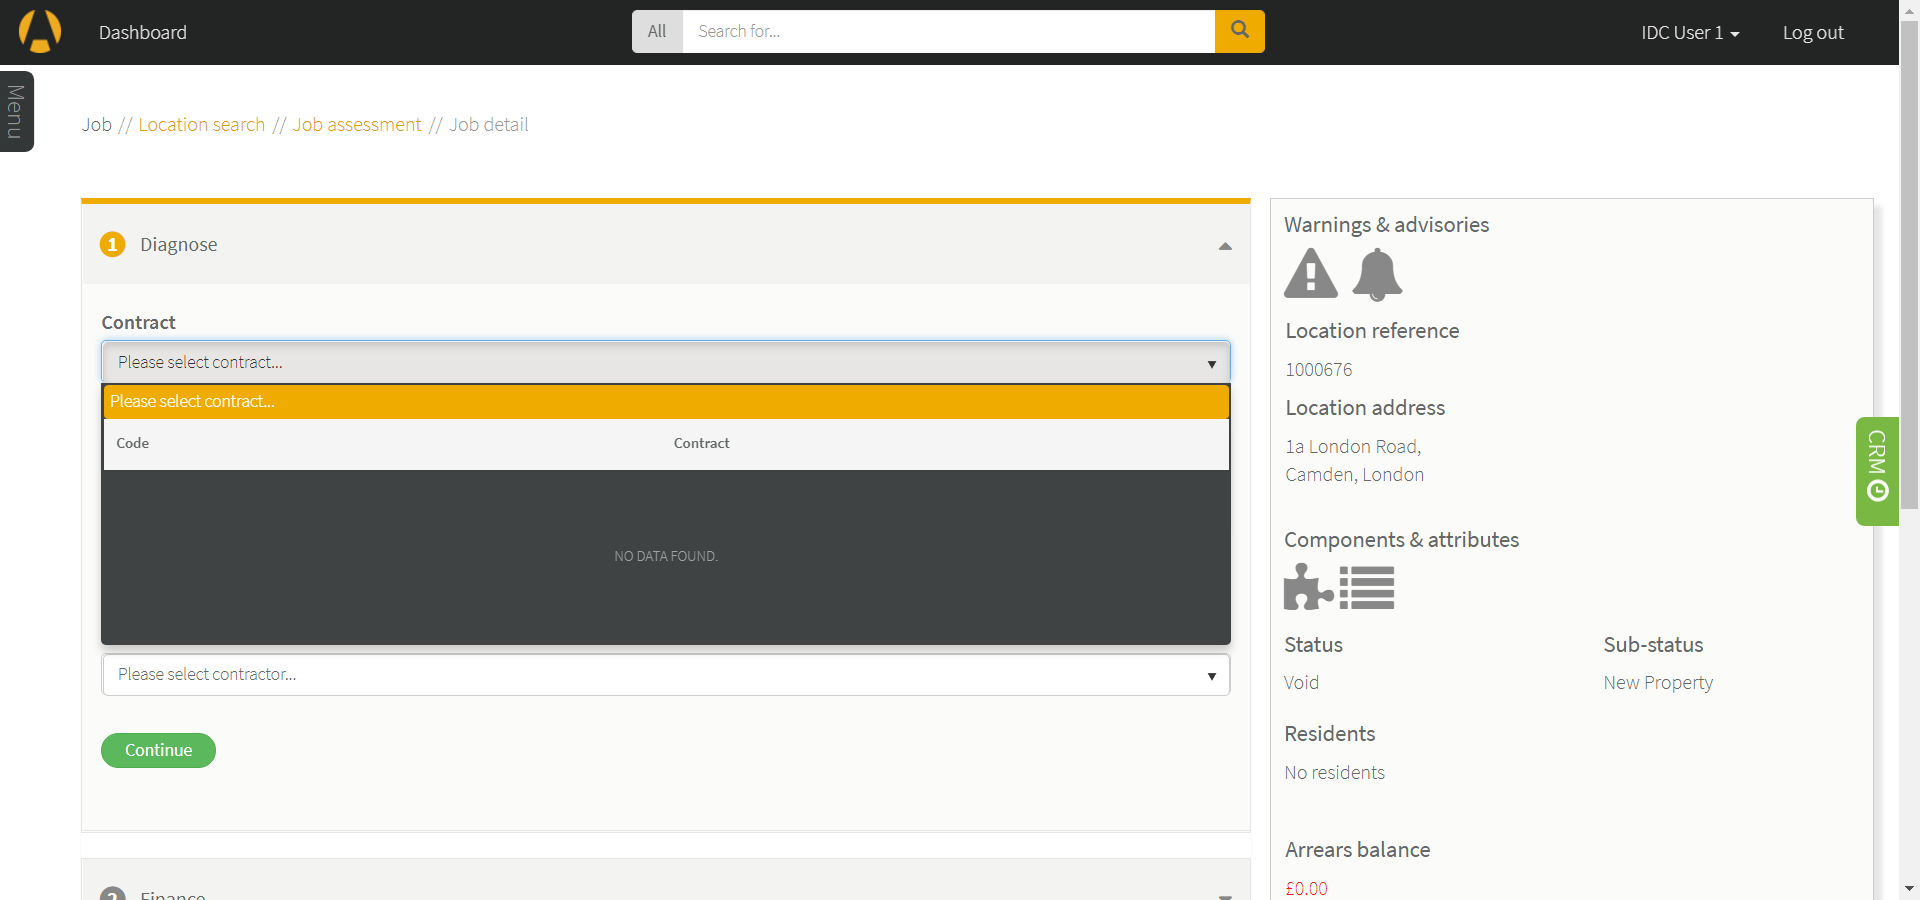 Dashboard
All
Search for...
IDC User 1
Log out
Menu
Job // Location search // Job assessment // Job detail
1
Diagnose
Contract
Please select contract...
Please select contract...
Code
Contract
NO DATA FOUND.
Please select contractor...
Continue
2
Finance
Warnings & advisories
Location reference
1000676
Location address
1a London Road,
Camden, London
Components & attributes
Status
Sub-status
Void
New Property
Residents
No residents
Arrears balance
£0.00
CRM